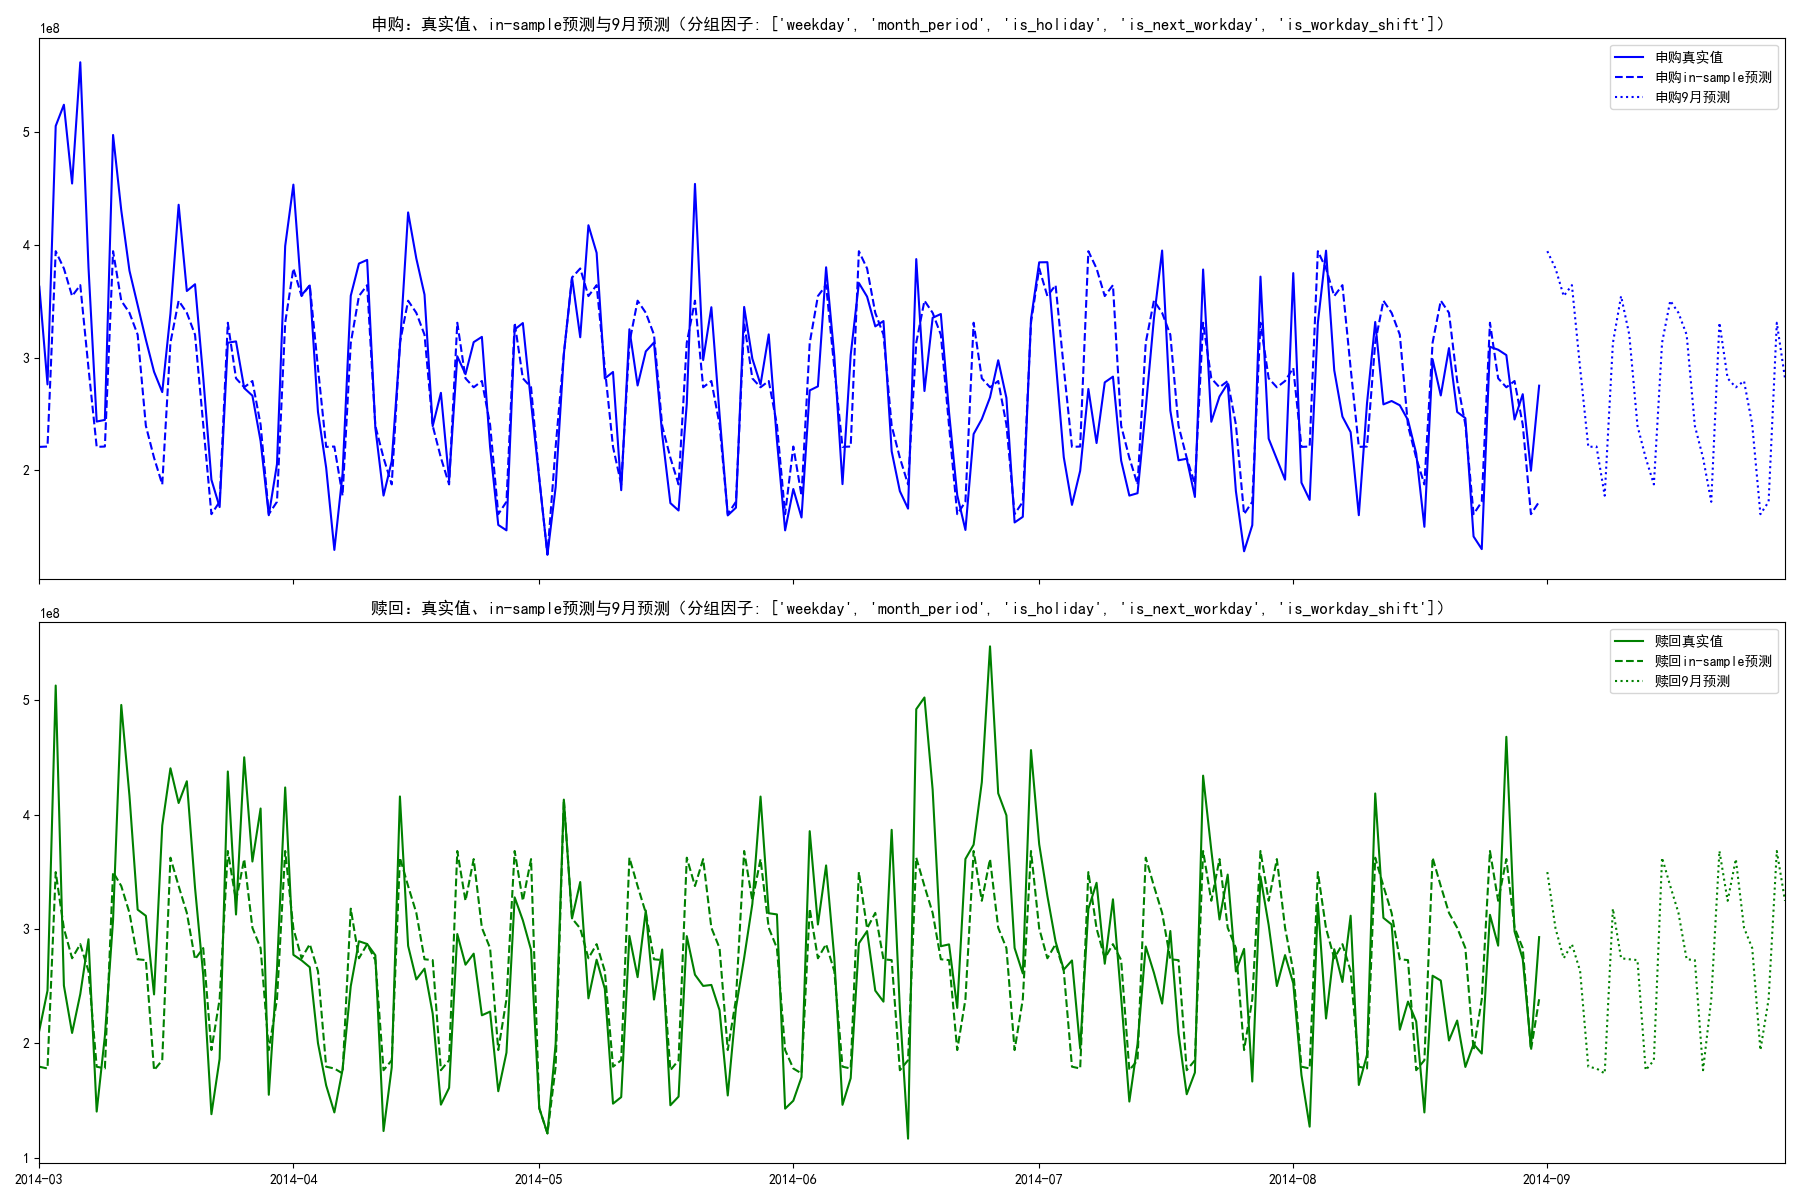 申购：真实值、in-sample预测与9月预测（分组因子: ['weekday', 'month_period', 'is_holiday', 'is_next_workday', 'is_workday_shift']）
1e8
申购真实值
申购in-sample预测
申购9月预测
5
4
3
2
赎回：真实值、in-sample预测与9月预测（分组因子: ['weekday', 'month_period', 'is_holiday', 'is_next_workday', 'is_workday_shift']）
1e8
赎回真实值
赎回in-sample预测
赎回9月预测
5
4
3
2
1
2014-03
2014-04
2014-05
2014-06
2014-07
2014-08
2014-09